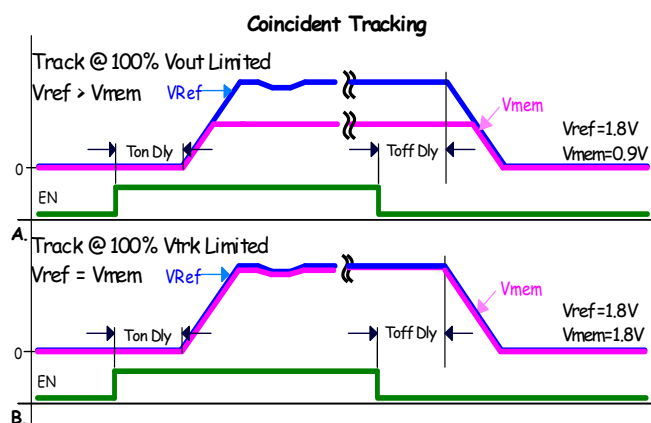 Coincident Tracking
Track @ 100% Vout Limited
Vref > Vmem
VRef
Vmem
Vref=1.8V
Vmem=0.9V
Ton Dly
Toff Dly
0
EN
A.
Track @ 100% Vtrk Limited
Vref = Vmem
VRef
Vmem
Vref=1.8V
Vmem=1.8V
Ton Dly
Toff Dly
0
EN
B.